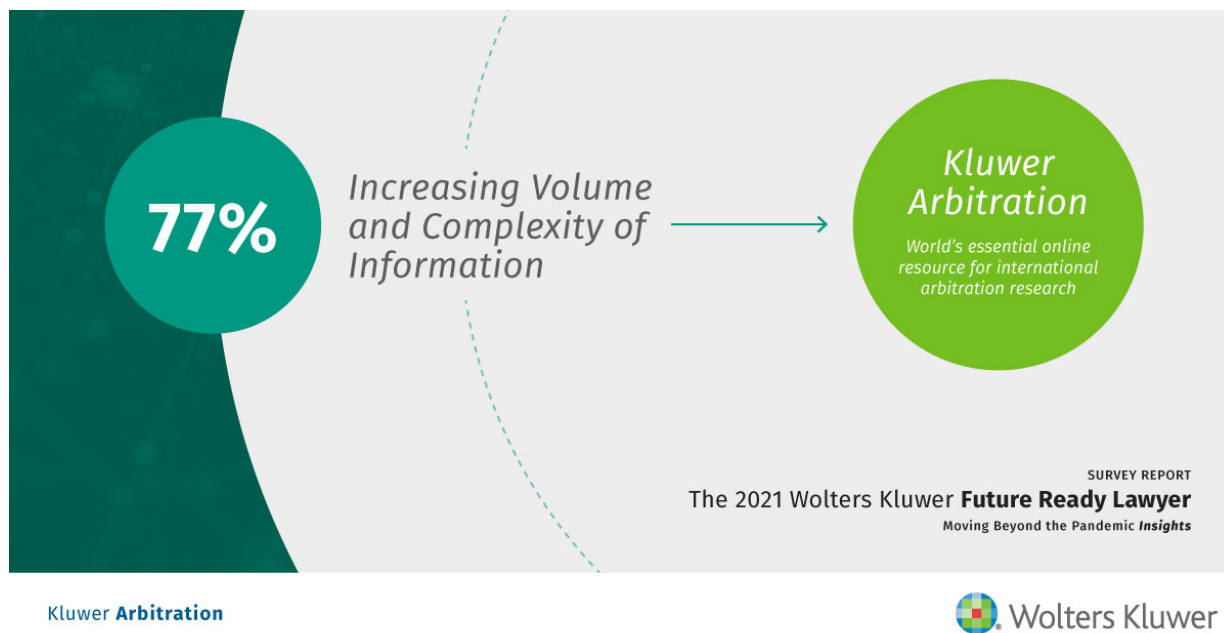 77%
Increasing Volume
and Complexity of
Information
Kluwer
Arbitration
World's essential online
resource for international
arbitration research
SURVEY REPORT
The 2021 Wolters Kluwer Future Ready Lawyer
Moving Beyond the Pandemic Insights
Kluwer Arbitration
Wolters Kluwer